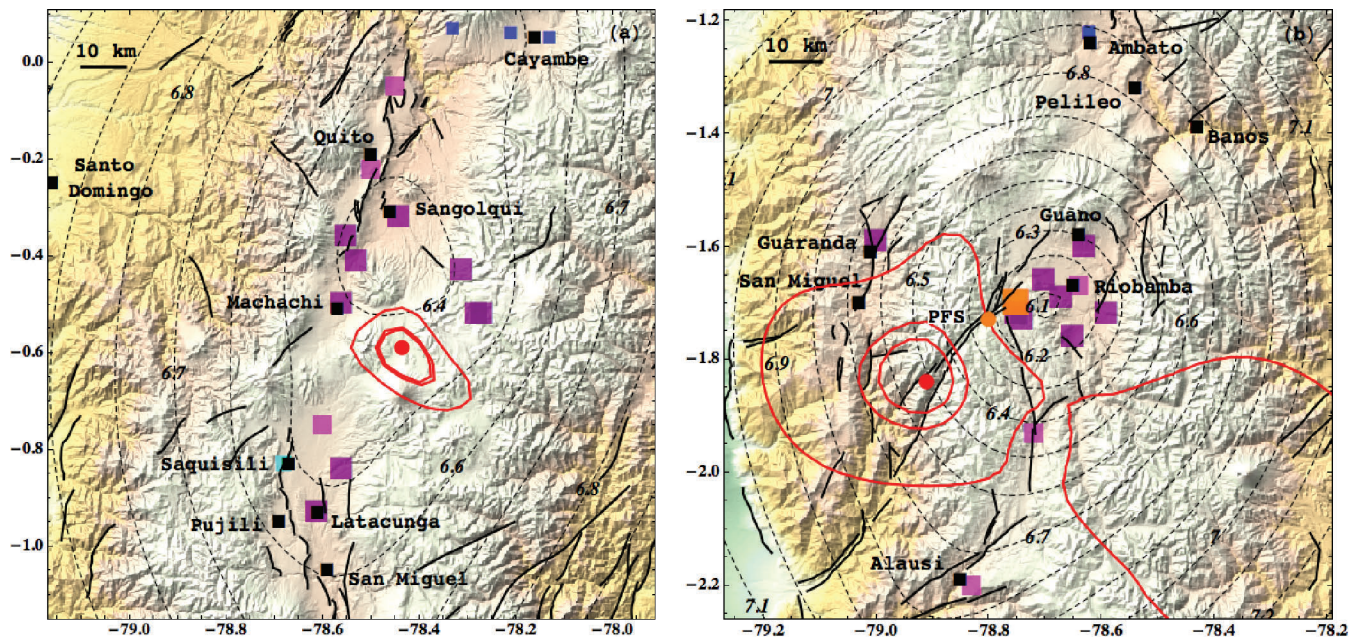 (a)
10 km
0.0
Cayambe
6.8
Quito
−0.2
Santo
Domingo
Sangolqui
6.7
−0.4
Machachi
6.4
−0.6
6.7
−0.8
Saquisili
6.6
6.8
Pujili
Latacunga
−1.0
San Miguel
−79.0
−78.8
−78.6
−78.4
−78.2
−78.0
−1.2
(b)
10 km
Ambato
6.8
7
Pelileo
−1.4
Banos
7.1
.1
Guano
6.3
−1.6
Guaranda
6.5
San Miguel
Riobamba
PFS
6.1
6.6
−1.8
6.9
6.2
6.4
−2.0
6.7
7
Alausi
−2.2
7.1
7.2
−79.2
−79.0
−78.8
−78.6
−78.4
−78.2